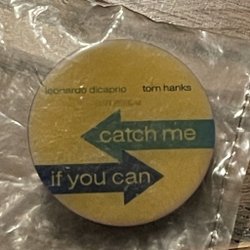 leonardo dicaprio tom hanks
catch me
if you can